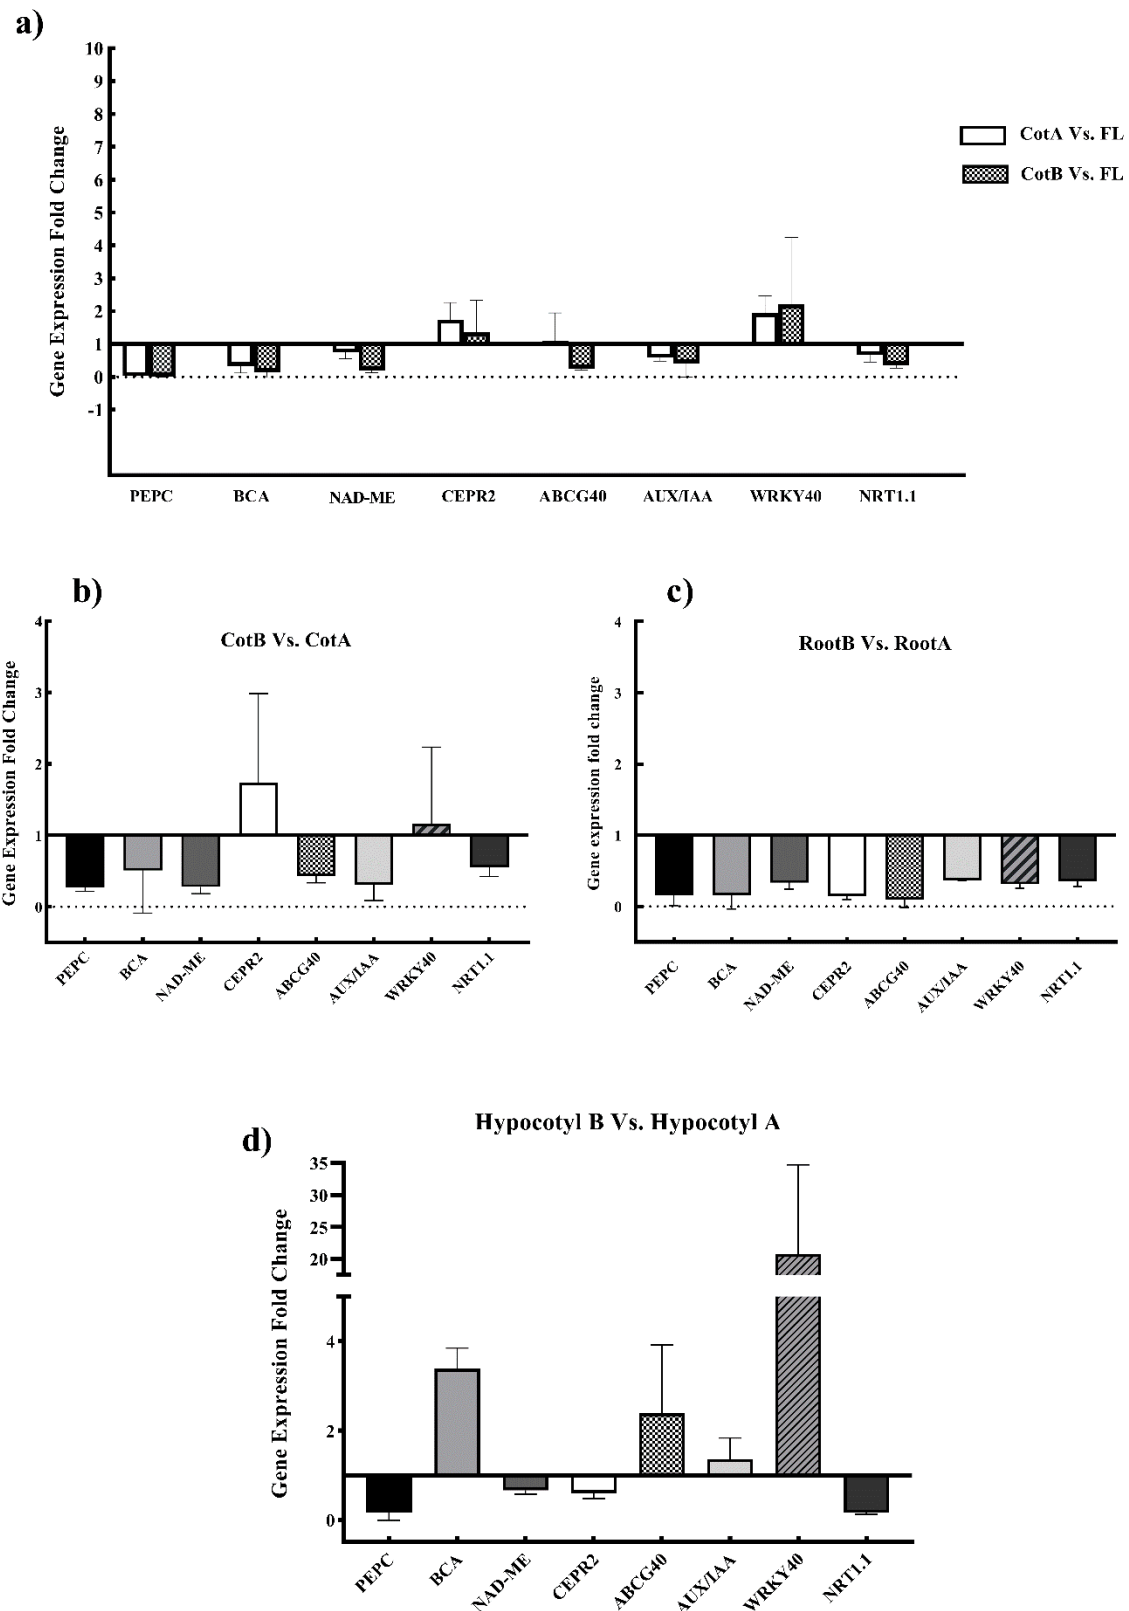 a)
10
9
8
7
6
5
4
3
2
1
0
-1
Gene Expression Fold Change
CotA Vs. FL
CotB Vs. FL
PEPC BCA NAD-ME CEPR2 ABCG40 AUX/IAA WRKY40 NRT1.1
b)
CotB Vs. CotA
4
3
2
1
0
Gene Expression Fold Change
PEPC BCA NAD-ME CEPR2 ABCG40 AUX/IAA WRKY40 NRT1.1
c)
RootB Vs. RootA
4
3
2
1
0
Gene expression fold change
PEPC BCA NAD-ME CEPR2 ABCG40 AUX/IAA WRKY40 NRT1.1
d)
Hypocotyl B Vs. Hypocotyl A
35
30
25
20
4
2
0
Gene Expression Fold Change
PEPC BCA NAD-ME CEPR2 ABCG40 AUX/IAA WRKY40 NRT1.1